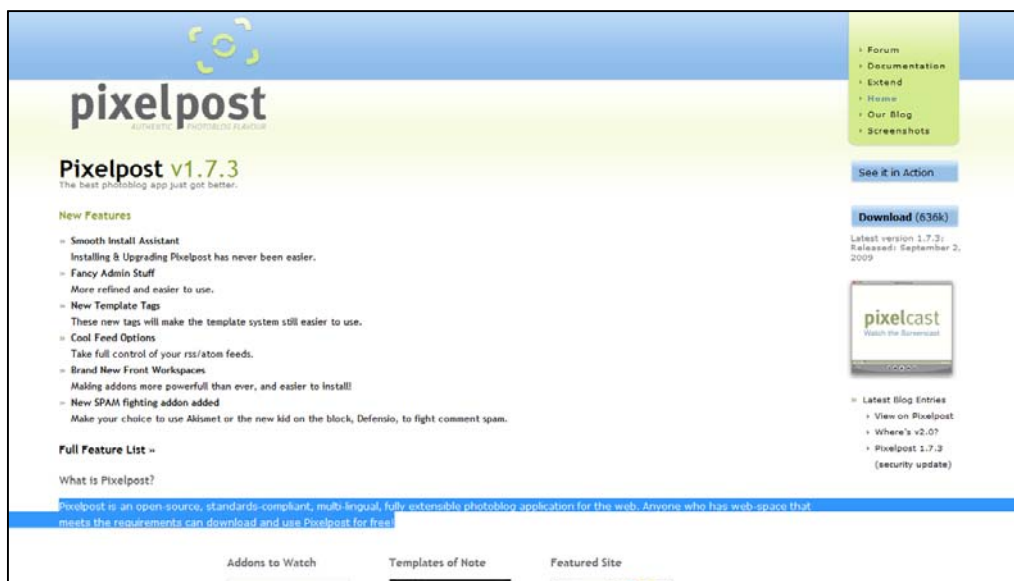 pixelpost
AUTHENTIC PHOTOBLOG FLAVOUR
Pixelpost v1.7.3
The best photoblog app just got better.
New Features
» Smooth Install Assistant
Installing & Upgrading Pixelpost has never been easier.
» Fancy Admin Stuff
More refined and easier to use.
» New Template Tags
These new tags will make the template system still easier to use.
» Cool Feed Options
Take full control of your rss/atom feeds.
» Brand New Front Workspaces
Making addons more powerfull than ever, and easier to install!
» New SPAM fighting addon added
Make your choice to use Akismet or the new kid on the block, Defensio, to fight comment spam.
Full Feature List »
What is Pixelpost?
Pixelpost is an open-source, standards-compliant, multi-lingual, fully extensible photoblog application for the web. Anyone who has web-space that
meets the requirements can download and use Pixelpost for free!
Addons to Watch
Templates of Note
Featured Site
› Forum
› Documentation
› Extend
› Home
› Our Blog
› Screenshots
See it in Action
Download (636k)
Latest version 1.7.3:
Released: September 2,
2009
pixelcast
Watch the Screencast
» Latest Blog Entries
› View on Pixelpost
› Where's v2.0?
› Pixelpost 1.7.3
(security update)